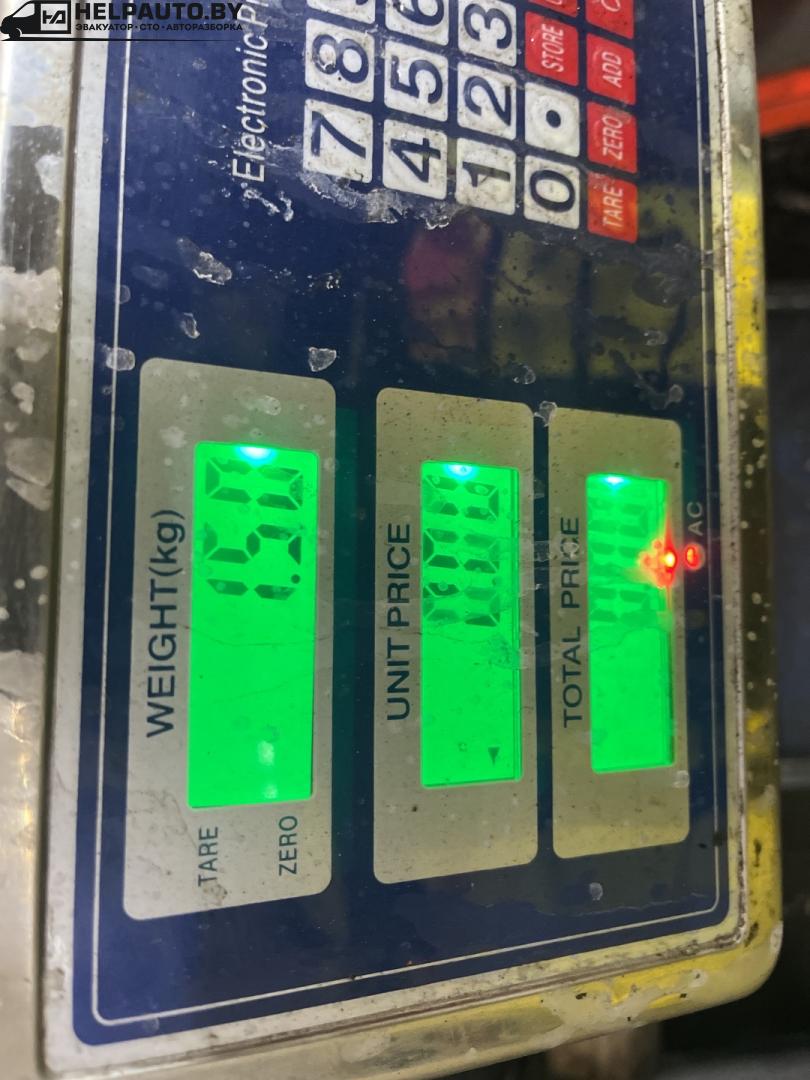 HELPAUTO.BY
ЭВАКУАТОР · СТО · АВТОРАЗБОРКА
WEIGHT(kg)
1.50
TARE
ZERO
UNIT PRICE
TOTAL PRICE
AC
Electronic
7 8
4 5 6
1 2 3
0 . STORE
TARE ZERO ADD